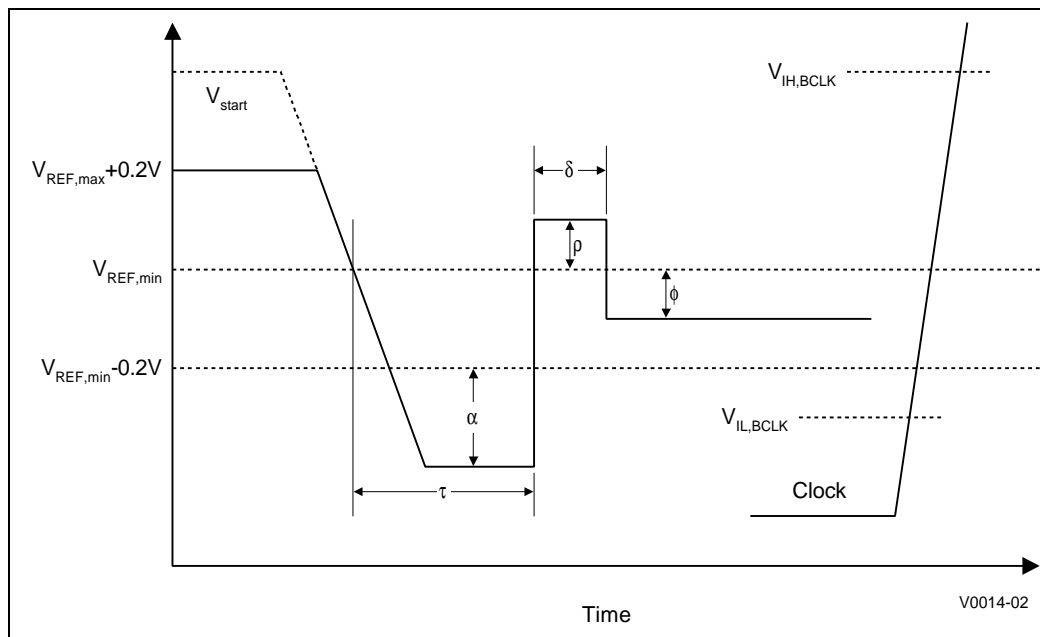 V_IH,BCLK
V_start
V_REF,max+0.2V
δ
ρ
V_REF,min
ϕ
V_REF,min-0.2V
α
V_IL,BCLK
τ
Clock
Time
V0014-02